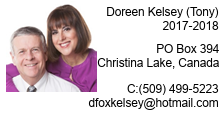 Doreen Kelsey (Tony)
2017-2018
PO Box 394
Christina Lake, Canada
C:(509) 499-5223
dfoxkelsey@hotmail.com